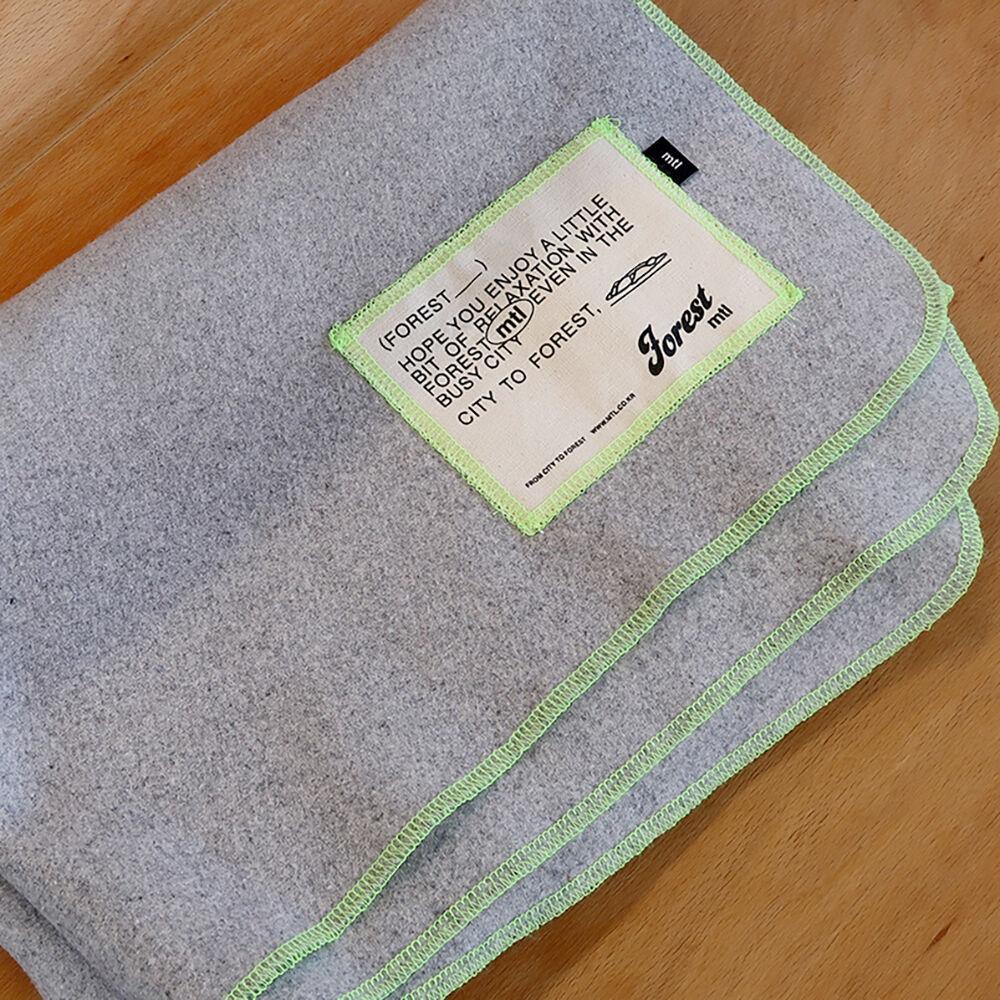 mtl
(FOREST___)
HOPE YOU ENJOY A LITTLE
BIT OF RELAXATION WITH
FOREST mtl EVEN IN THE
BUSY CITY
CITY TO FOREST,
Forest
mtl
FROM CITY TO FOREST WWW.MTL.CO.KR